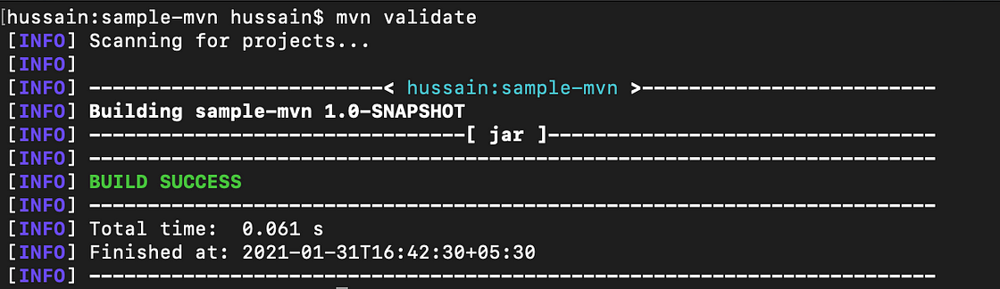 [hussain:sample-mvn hussain$ mvn validate
[INFO] Scanning for projects...
[INFO]
[INFO] -------------------------< hussain:sample-mvn >-------------------------
[INFO] Building sample-mvn 1.0-SNAPSHOT
[INFO] --------------------------------[ jar ]---------------------------------
[INFO] ------------------------------------------------------------------------
[INFO] BUILD SUCCESS
[INFO] ------------------------------------------------------------------------
[INFO] Total time:  0.061 s
[INFO] Finished at: 2021-01-31T16:42:30+05:30
[INFO] ------------------------------------------------------------------------